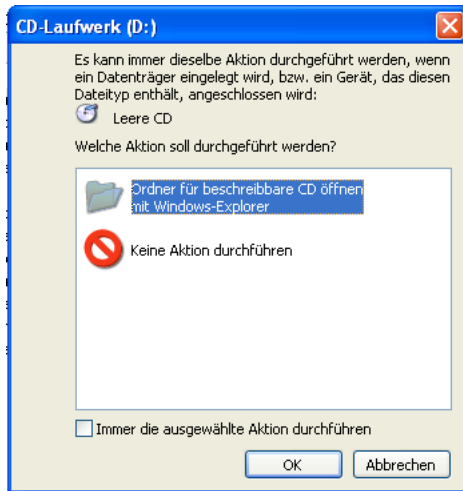 CD-Laufwerk (D:)
Es kann immer dieselbe Aktion durchgeführt werden, wenn
ein Datenträger eingelegt wird, bzw. ein Gerät, das diesen
Dateityp enthält, angeschlossen wird:
Leere CD
Welche Aktion soll durchgeführt werden?
Ordner für beschreibbare CD öffnen
mit Windows-Explorer
Keine Aktion durchführen
Immer die ausgewählte Aktion durchführen
OK
Abbrechen